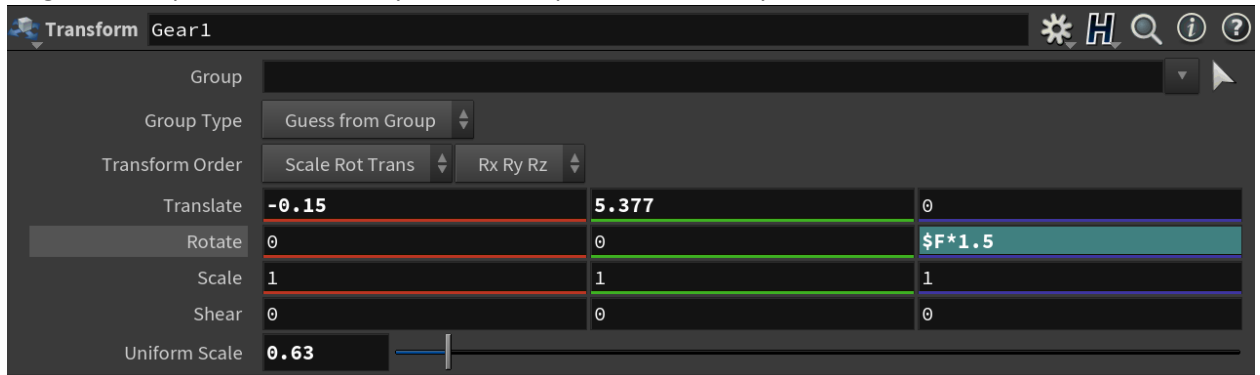 Transform Gear1
Group
Group Type Guess from Group
Transform Order Scale Rot Trans Rx Ry Rz
Translate -0.15 5.377 0
Rotate 0 0 $F*1.5
Scale 1 1 1
Shear 0 0 0
Uniform Scale 0.63